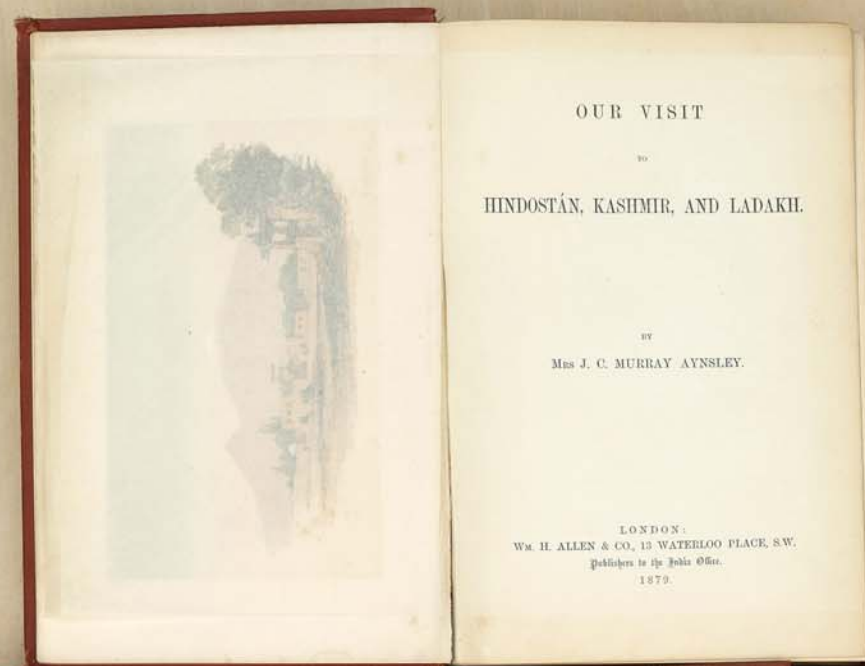 OUR VISIT
TO
HINDOSTÁN, KASHMIR, AND LADAKH.
BY
MRS J. C. MURRAY AYNSLEY.
LONDON:
WM. H. ALLEN & CO., 13 WATERLOO PLACE, S.W.
Publishers to the India Office.
1879.